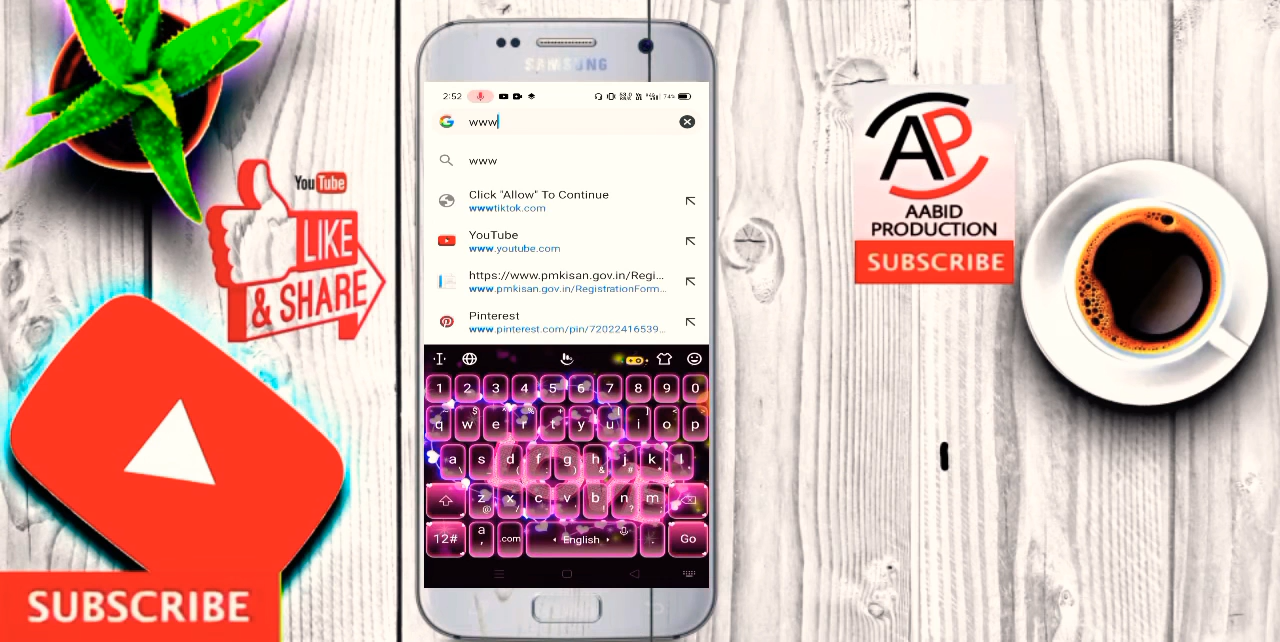 SAMSUNG
2:52
74%
www
www
Click "Allow" To Continue
wwwtiktok.com
YouTube
www.youtube.com
https://www.pmkisan.gov.in/Regi...
www.pmkisan.gov.in/RegistrationForm...
Pinterest
www.pinterest.com/pin/72022416539...
1 2 3 4 5 6 7 8 9 0
q w e r t y u i o p
a s d f g h j k l
z x c v b n m
12# a , .com English . Go
YouTube
LIKE
& SHARE
SUBSCRIBE
AP
AABID
PRODUCTION
SUBSCRIBE